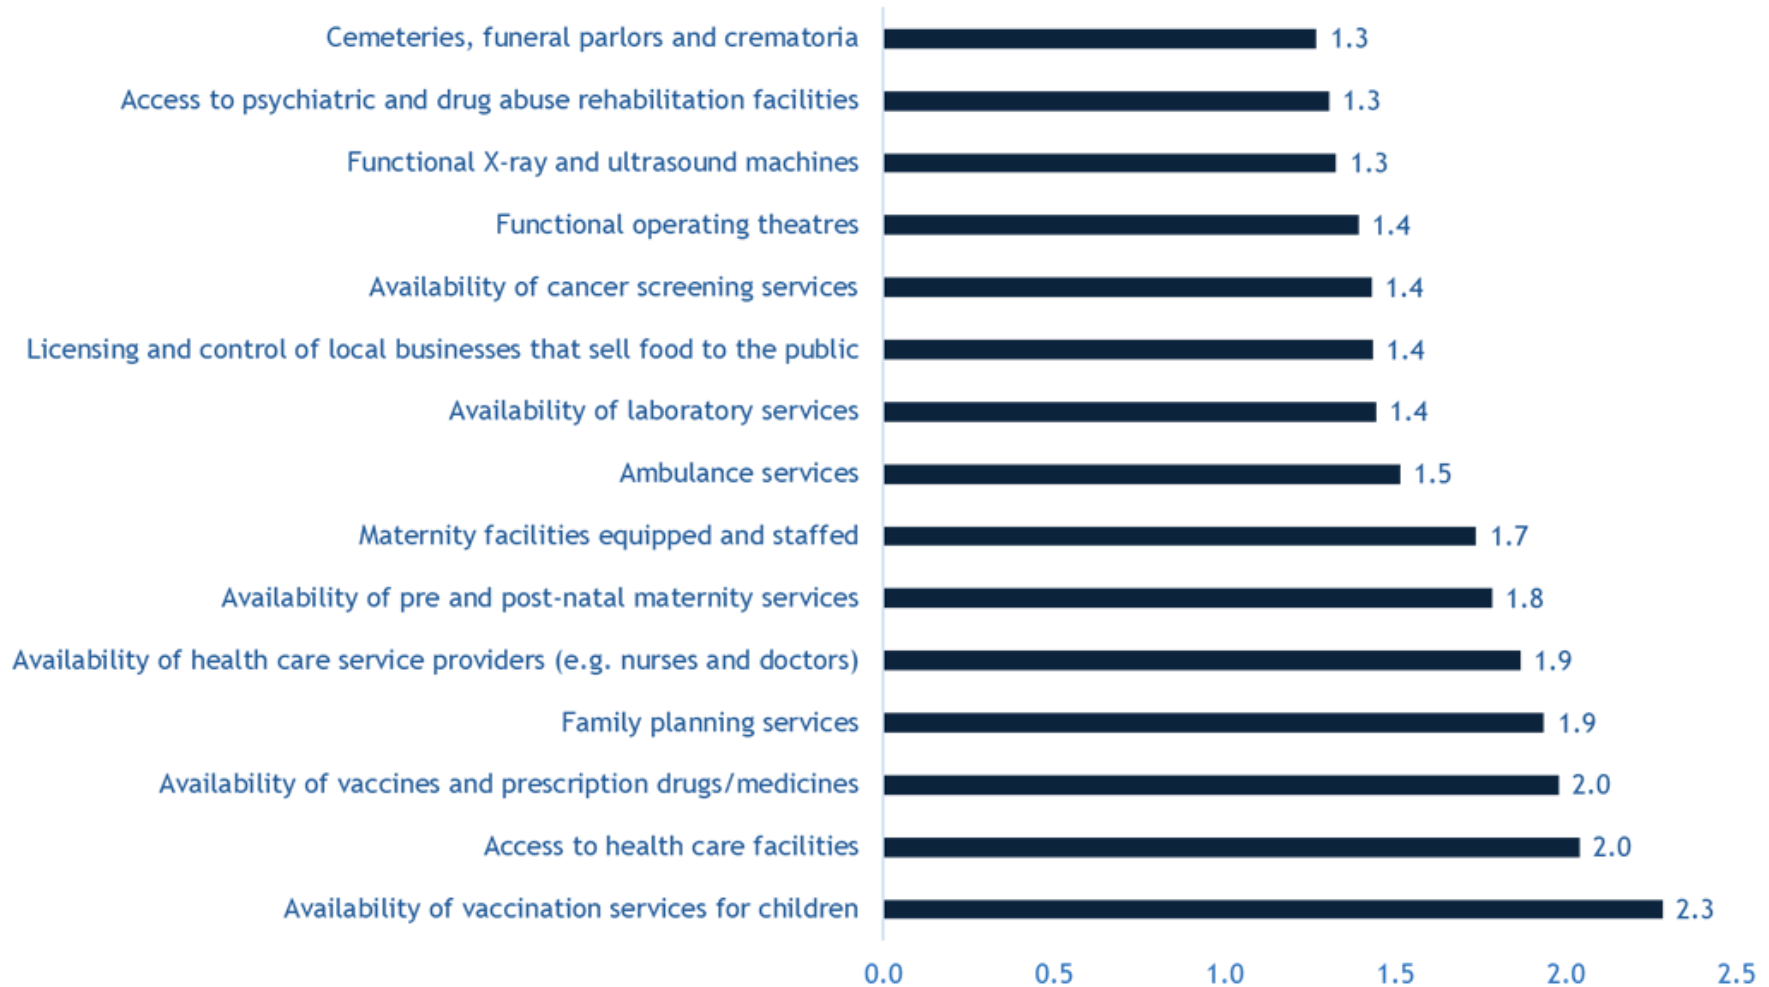 Cemeteries, funeral parlors and crematoria 1.3
Access to psychiatric and drug abuse rehabilitation facilities 1.3
Functional X-ray and ultrasound machines 1.3
Functional operating theatres 1.4
Availability of cancer screening services 1.4
Licensing and control of local businesses that sell food to the public 1.4
Availability of laboratory services 1.4
Ambulance services 1.5
Maternity facilities equipped and staffed 1.7
Availability of pre and post-natal maternity services 1.8
Availability of health care service providers (e.g. nurses and doctors) 1.9
Family planning services 1.9
Availability of vaccines and prescription drugs/medicines 2.0
Access to health care facilities 2.0
Availability of vaccination services for children 2.3
0.0 0.5 1.0 1.5 2.0 2.5